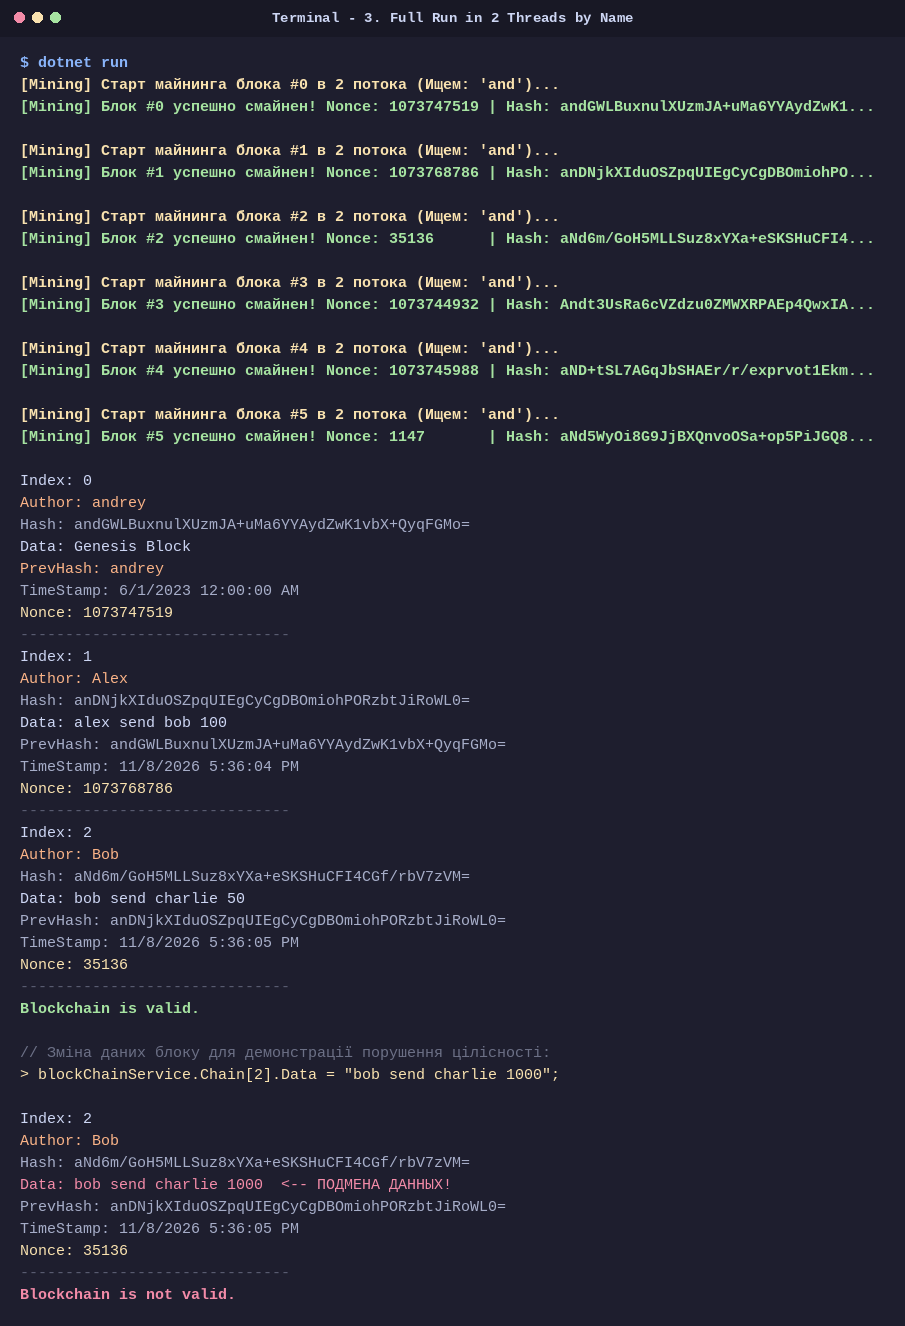 Terminal - 3. Full Run in 2 Threads by Name
$ dotnet run
[Mining] Старт майнинга блока #0 в 2 потока (Ищем: 'and')...
[Mining] Блок #0 успешно смайнен! Nonce: 1073747519 | Hash: andGWLBuxnulXUzmJA+uMa6YYAydZwK1...
[Mining] Старт майнинга блока #1 в 2 потока (Ищем: 'and')...
[Mining] Блок #1 успешно смайнен! Nonce: 1073768786 | Hash: anDNjkXIduOSZpqUIEgCyCgDBOmiohPO...
[Mining] Старт майнинга блока #2 в 2 потока (Ищем: 'and')...
[Mining] Блок #2 успешно смайнен! Nonce: 35136      | Hash: aNd6m/GoH5MLLSuz8xYXa+eSKSHuCFI4...
[Mining] Старт майнинга блока #3 в 2 потока (Ищем: 'and')...
[Mining] Блок #3 успешно смайнен! Nonce: 1073744932 | Hash: Andt3UsRa6cVZdzu0ZMWXRPAEp4QwxIA...
[Mining] Старт майнинга блока #4 в 2 потока (Ищем: 'and')...
[Mining] Блок #4 успешно смайнен! Nonce: 1073745988 | Hash: aND+tSL7AGqJbSHAEr/r/exprvot1Ekm...
[Mining] Старт майнинга блока #5 в 2 потока (Ищем: 'and')...
[Mining] Блок #5 успешно смайнен! Nonce: 1147       | Hash: aNd5WyOi8G9JjBXQnvoOSa+op5PiJGQ8...
Index: 0
Author: andrey
Hash: andGWLBuxnulXUzmJA+uMa6YYAydZwK1vbX+QyqFGMo=
Data: Genesis Block
PrevHash: andrey
TimeStamp: 6/1/2023 12:00:00 AM
Nonce: 1073747519
------------------------------
Index: 1
Author: Alex
Hash: anDNjkXIduOSZpqUIEgCyCgDBOmiohPORzbtJiRoWL0=
Data: alex send bob 100
PrevHash: andGWLBuxnulXUzmJA+uMa6YYAydZwK1vbX+QyqFGMo=
TimeStamp: 11/8/2026 5:36:04 PM
Nonce: 1073768786
------------------------------
Index: 2
Author: Bob
Hash: aNd6m/GoH5MLLSuz8xYXa+eSKSHuCFI4CGf/rbV7zVM=
Data: bob send charlie 50
PrevHash: anDNjkXIduOSZpqUIEgCyCgDBOmiohPORzbtJiRoWL0=
TimeStamp: 11/8/2026 5:36:05 PM
Nonce: 35136
------------------------------
Blockchain is valid.
// Зміна даних блоку для демонстрації порушення цілісності:
> blockChainService.Chain[2].Data = "bob send charlie 1000";
Index: 2
Author: Bob
Hash: aNd6m/GoH5MLLSuz8xYXa+eSKSHuCFI4CGf/rbV7zVM=
Data: bob send charlie 1000  <-- ПОДМЕНА ДАННЫХ!
PrevHash: anDNjkXIduOSZpqUIEgCyCgDBOmiohPORzbtJiRoWL0=
TimeStamp: 11/8/2026 5:36:05 PM
Nonce: 35136
------------------------------
Blockchain is not valid.